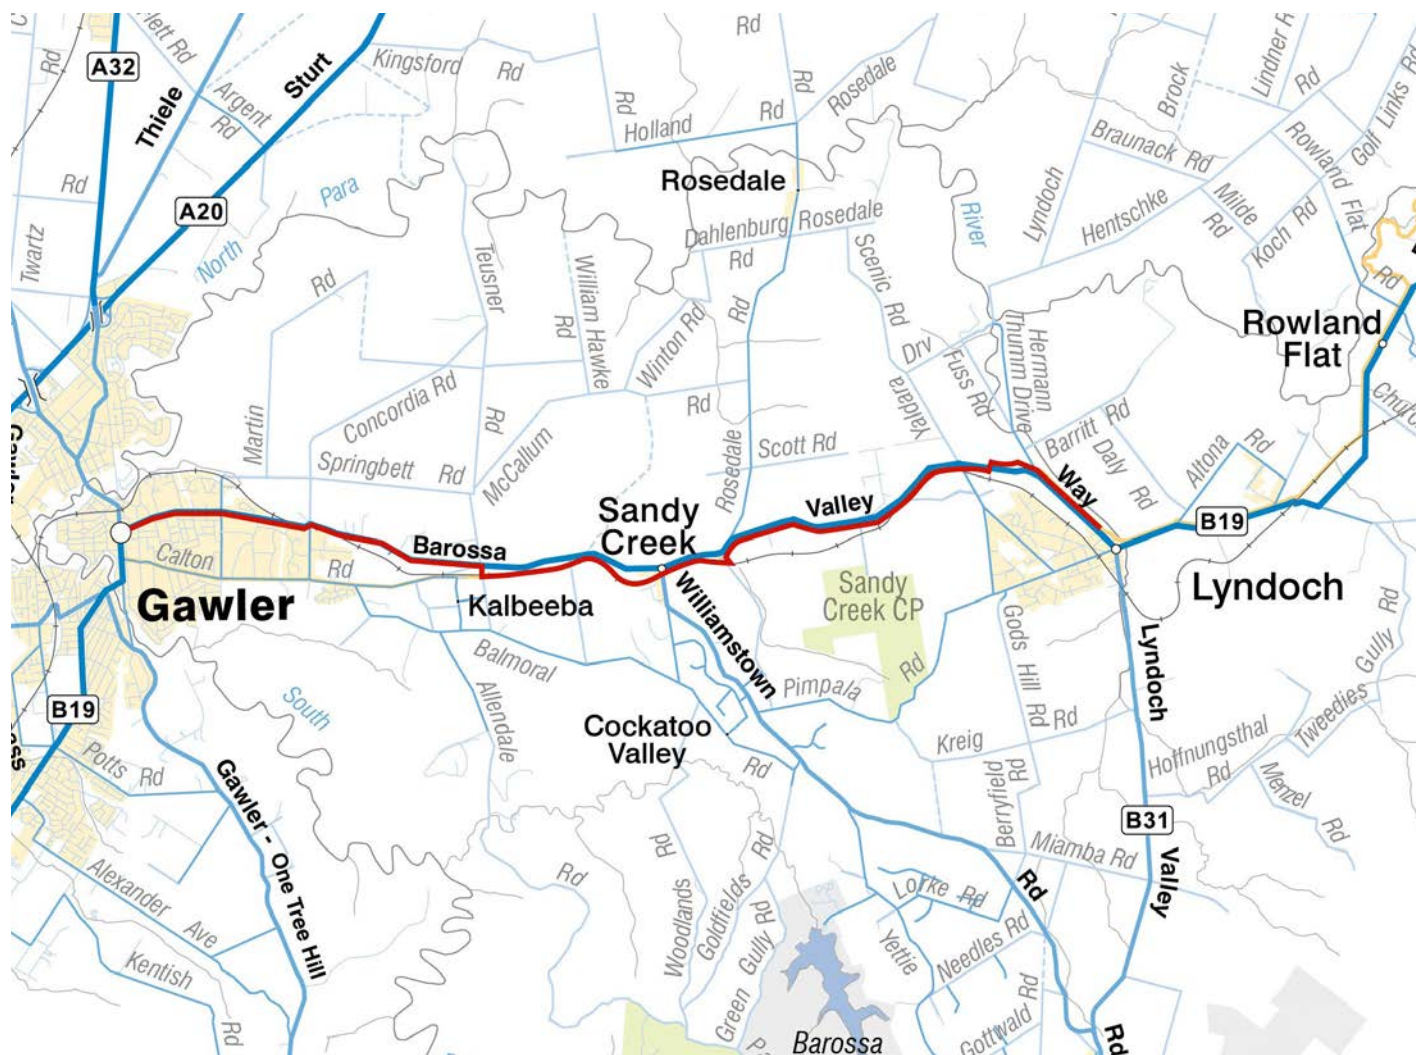 Rd
Kingsford
Rd
Rd
A32
Thiele
Sturt
Argent
Rd
Rd
Holland
Rd
Rd
Rosedale
Brock
Lindner
Rd
Braunack Rd
Rowland Flat
Rd
Golf Links Rd
Rd
Twartz
North
Para
River
A20
Rosedale
Dahlenburg
Rosedale
Rd
Teusner
Rd
William Hawke
Rd
Rd
Scenic Rd
Lyndoch
Hentschke
Milde
Rd
Koch Rd
Martin
Rd
Concordia Rd
Springbett
Rd
McCallum
Winton Rd
Rd
Rosedale
Rd
Scott Rd
Yaldara
Drv
Fuss Rd
Hermann
Thumm Drive
Barritt Rd
Daly
Rd
Altona
Rd
Rowland
Flat
Barossa
Valley
Way
B19
Sandy
Creek
Gawler
Calton
Rd
Kalbeeba
Sandy
Creek CP
Lyndoch
Williamstown
Rd
Balmoral
Allendale
Rd
Rd
South
B19
Potts
Rd
Cockatoo
Valley
Pimpala
Rd
Gods Hill Rd
Kreig
Rd
Lyndoch
Valley
Rd
Hoffnungsthal
Rd
Tweedies
Gully
Rd
Menzel
Rd
Gawler - One Tree Hill
B31
Berryfield
Rd
Miamba Rd
Alexander
Ave
Kentish
Rd
Rd
Woodlands
Goldfields
Rd
Green
Gully
Rd
Lorke
Rd
Yettie
Needles Rd
Gottwald Rd
Barossa